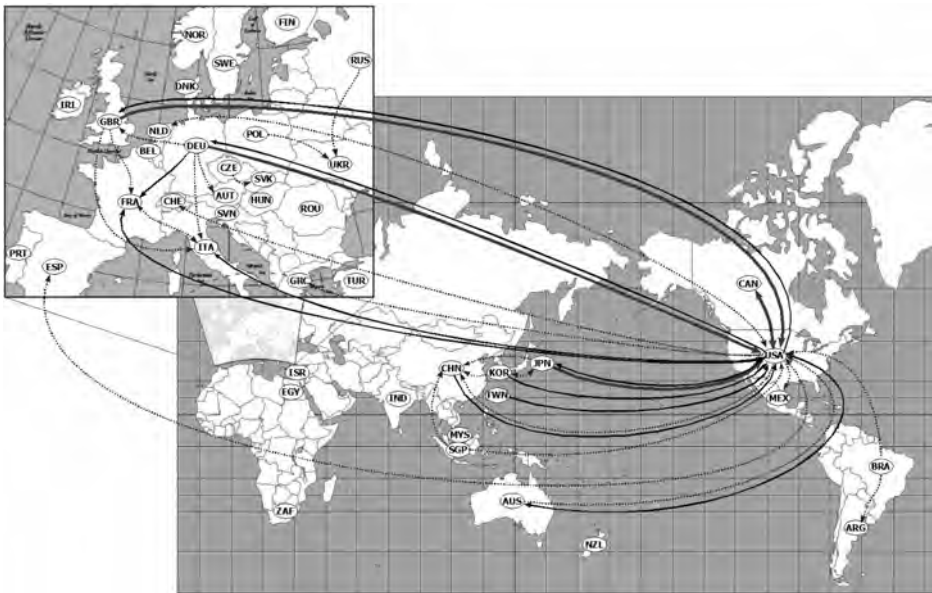 FIN
NOR
RUS
SWE
DNK
IRL
GBR
NLD
POL
BEL
DEU
UKR
CZE
SVK
AUT
HUN
FRA
CHE
SVN
ROU
ITA
PRT
ESP
GRC
TUR
CAN
USA
JPN
CHN
KOR
ISR
EGY
IND
TWN
MEX
MYS
SGP
BRA
AUS
ZAF
ARG
NZL